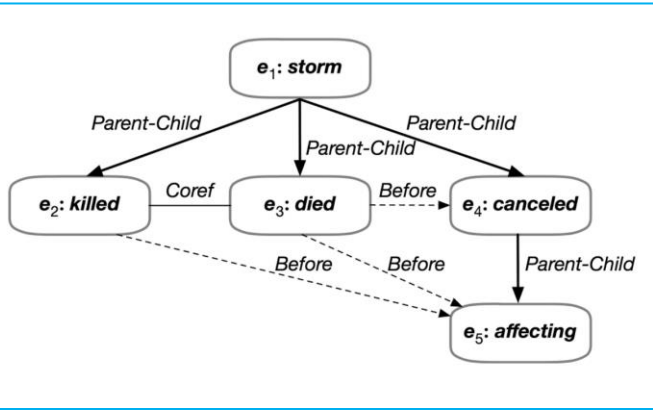 e₁: storm
Parent-Child
Parent-Child
Parent-Child
e₂: killed
Coref
e₃: died
Before
e₄: canceled
Before
Before
Parent-Child
e₅: affecting